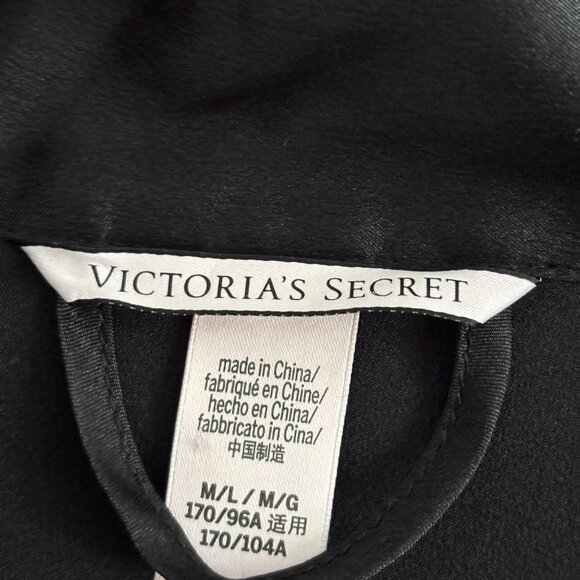 VICTORIA'S SECRET
made in China/
fabriqué en Chine/
hecho en China/
fabbricato in Cina/
中国制造
M/L / M/G
170/96A 适用
170/104A